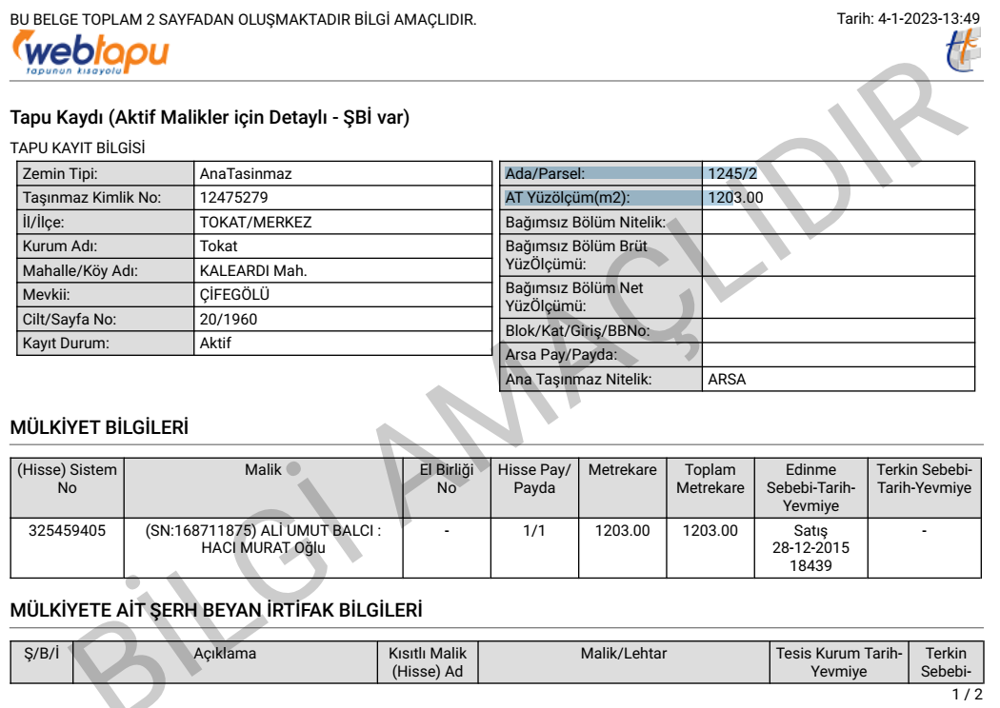 BU BELGE TOPLAM 2 SAYFADAN OLUŞMAKTADIR BİLGİ AMAÇLIDIR.
Tarih: 4-1-2023-13:49
webtapu
tapunun kısayolu
tk
Tapu Kaydı (Aktif Malikler için Detaylı - ŞBİ var)
TAPU KAYIT BİLGİSİ
Zemin Tipi: AnaTasinmaz
Taşınmaz Kimlik No: 12475279
İl/İlçe: TOKAT/MERKEZ
Kurum Adı: Tokat
Mahalle/Köy Adı: KALEARDI Mah.
Mevkii: ÇİFEGÖLÜ
Cilt/Sayfa No: 20/1960
Kayıt Durum: Aktif
Ada/Parsel: 1245/2
AT Yüzölçüm(m2): 1203.00
Bağımsız Bölüm Nitelik:
Bağımsız Bölüm Brüt
YüzÖlçümü:
Bağımsız Bölüm Net
YüzÖlçümü:
Blok/Kat/Giriş/BBNo:
Arsa Pay/Payda:
Ana Taşınmaz Nitelik: ARSA
MÜLKİYET BİLGİLERİ
(Hisse) Sistem
No
Malik
El Birliği
No
Hisse Pay/
Payda
Metrekare
Toplam
Metrekare
Edinme
Sebebi-Tarih-
Yevmiye
Terkin Sebebi-
Tarih-Yevmiye
325459405
(SN:168711875) ALİ UMUT BALCI :
HACI MURAT Oğlu
-
1/1
1203.00
1203.00
Satış
28-12-2015
18439
-
MÜLKİYETE AİT ŞERH BEYAN İRTİFAK BİLGİLERİ
Ş/B/İ
Açıklama
Kısıtlı Malik
(Hisse) Ad
Malik/Lehtar
Tesis Kurum Tarih-
Yevmiye
Terkin
Sebebi-
1 / 2
BİLGİ AMAÇLIDIR